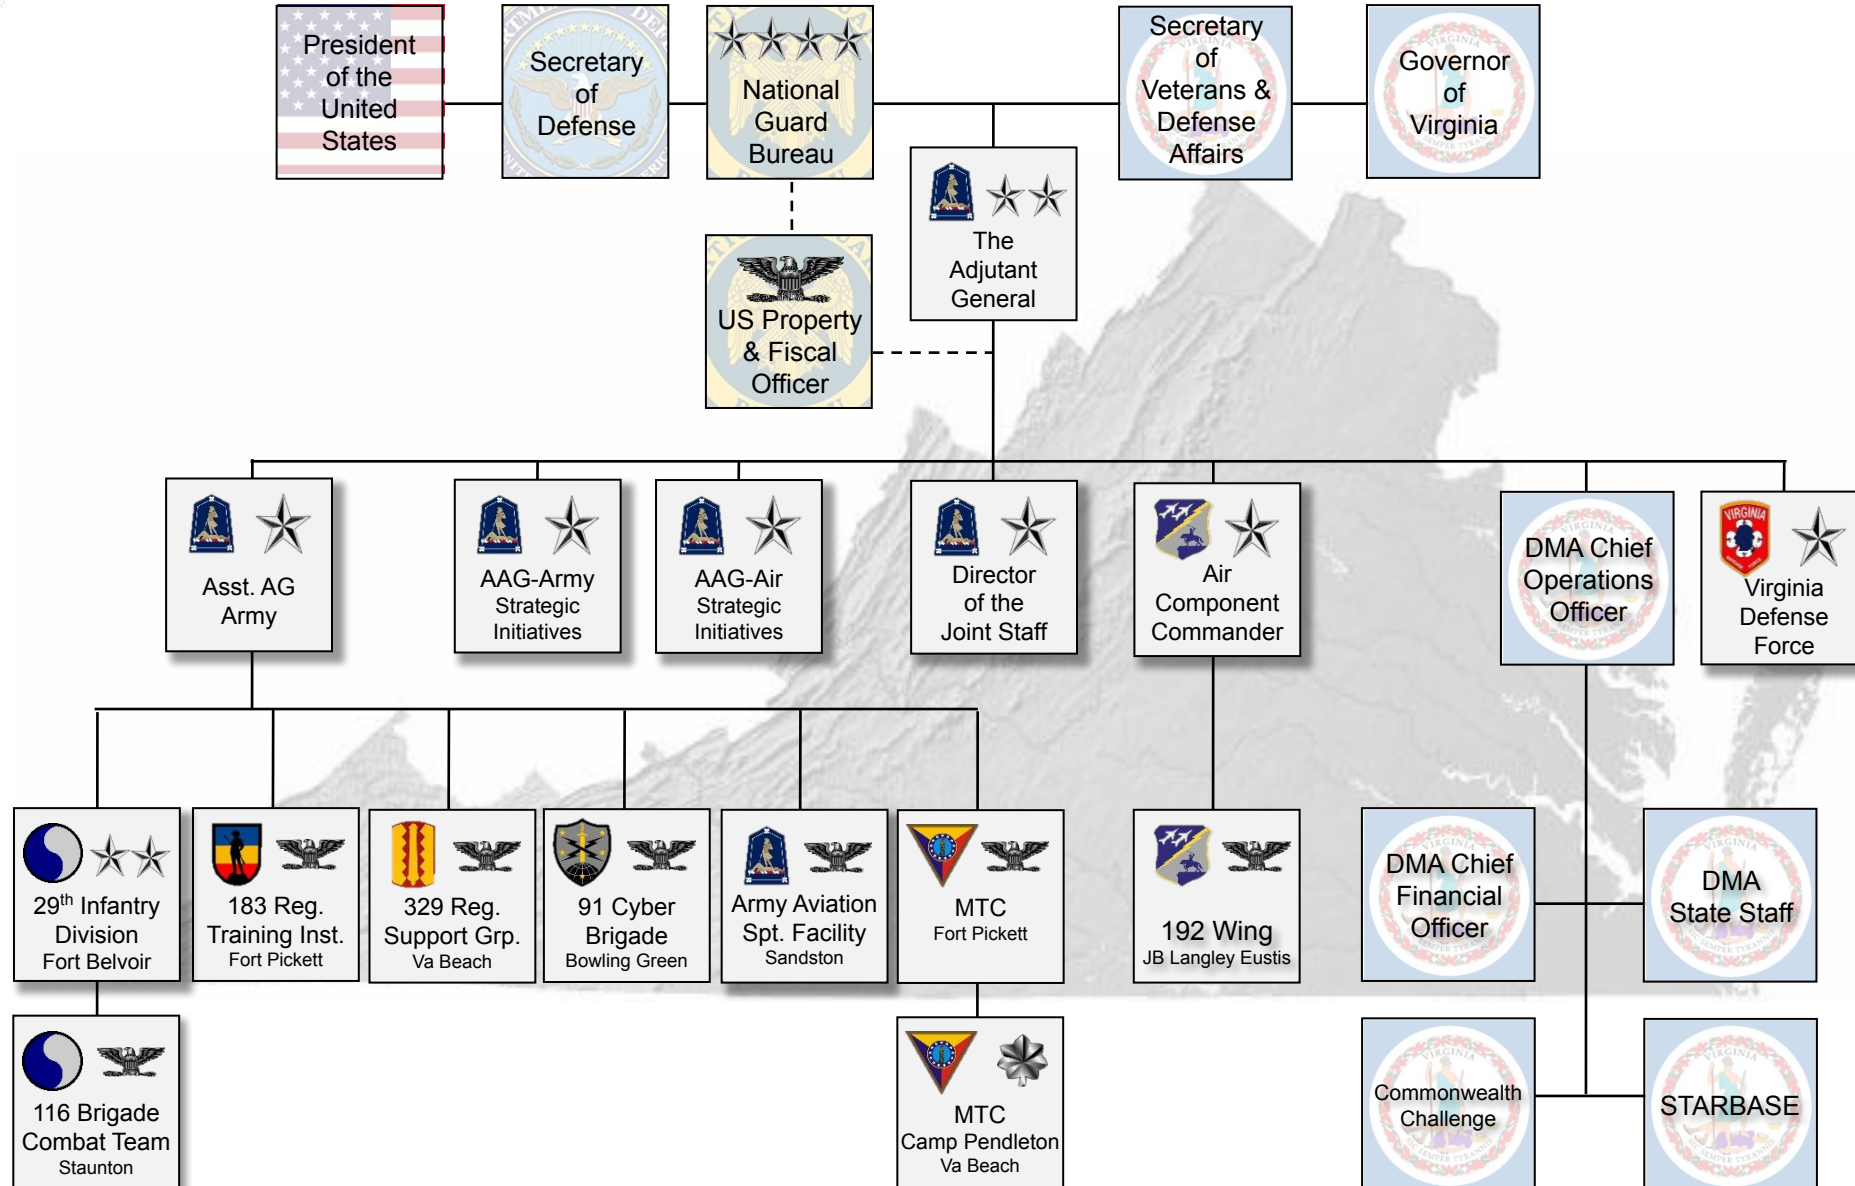 President
of the
United
States
Secretary
of
Defense
National
Guard
Bureau
Secretary
of
Veterans &
Defense
Affairs
Governor
of
Virginia
The
Adjutant
General
US Property
& Fiscal
Officer
Asst. AG
Army
AAG-Army
Strategic
Initiatives
AAG-Air
Strategic
Initiatives
Director
of the
Joint Staff
Air
Component
Commander
DMA Chief
Operations
Officer
VIRGINIA
Virginia
Defense
Force
29th Infantry
Division
Fort Belvoir
183 Reg.
Training Inst.
Fort Pickett
329 Reg.
Support Grp.
Va Beach
91 Cyber
Brigade
Bowling Green
Army Aviation
Spt. Facility
Sandston
MTC
Fort Pickett
192 Wing
JB Langley Eustis
DMA Chief
Financial
Officer
DMA
State Staff
116 Brigade
Combat Team
Staunton
MTC
Camp Pendleton
Va Beach
Commonwealth
Challenge
STARBASE